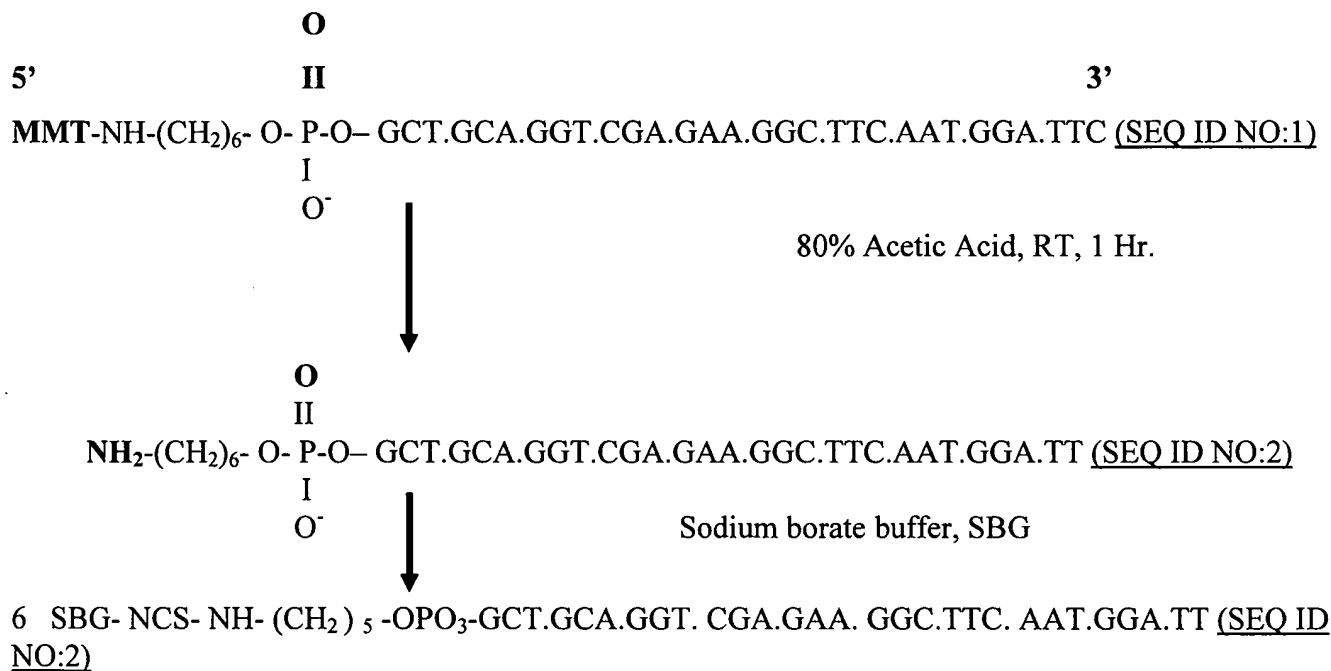 O
5' II 3'
MMT-NH-(CH₂)₆- O- P-O– GCT.GCA.GGT.CGA.GAA.GGC.TTC.AAT.GGA.TTC (SEQ ID NO:1)
I
O⁻
80% Acetic Acid, RT, 1 Hr.
O
II
NH₂-(CH₂)₆- O- P-O– GCT.GCA.GGT.CGA.GAA.GGC.TTC.AAT.GGA.TT (SEQ ID NO:2)
I
O⁻
Sodium borate buffer, SBG
6 SBG- NCS- NH- (CH₂) ₅ -OPO₃-GCT.GCA.GGT. CGA.GAA. GGC.TTC. AAT.GGA.TT (SEQ ID
NO:2)